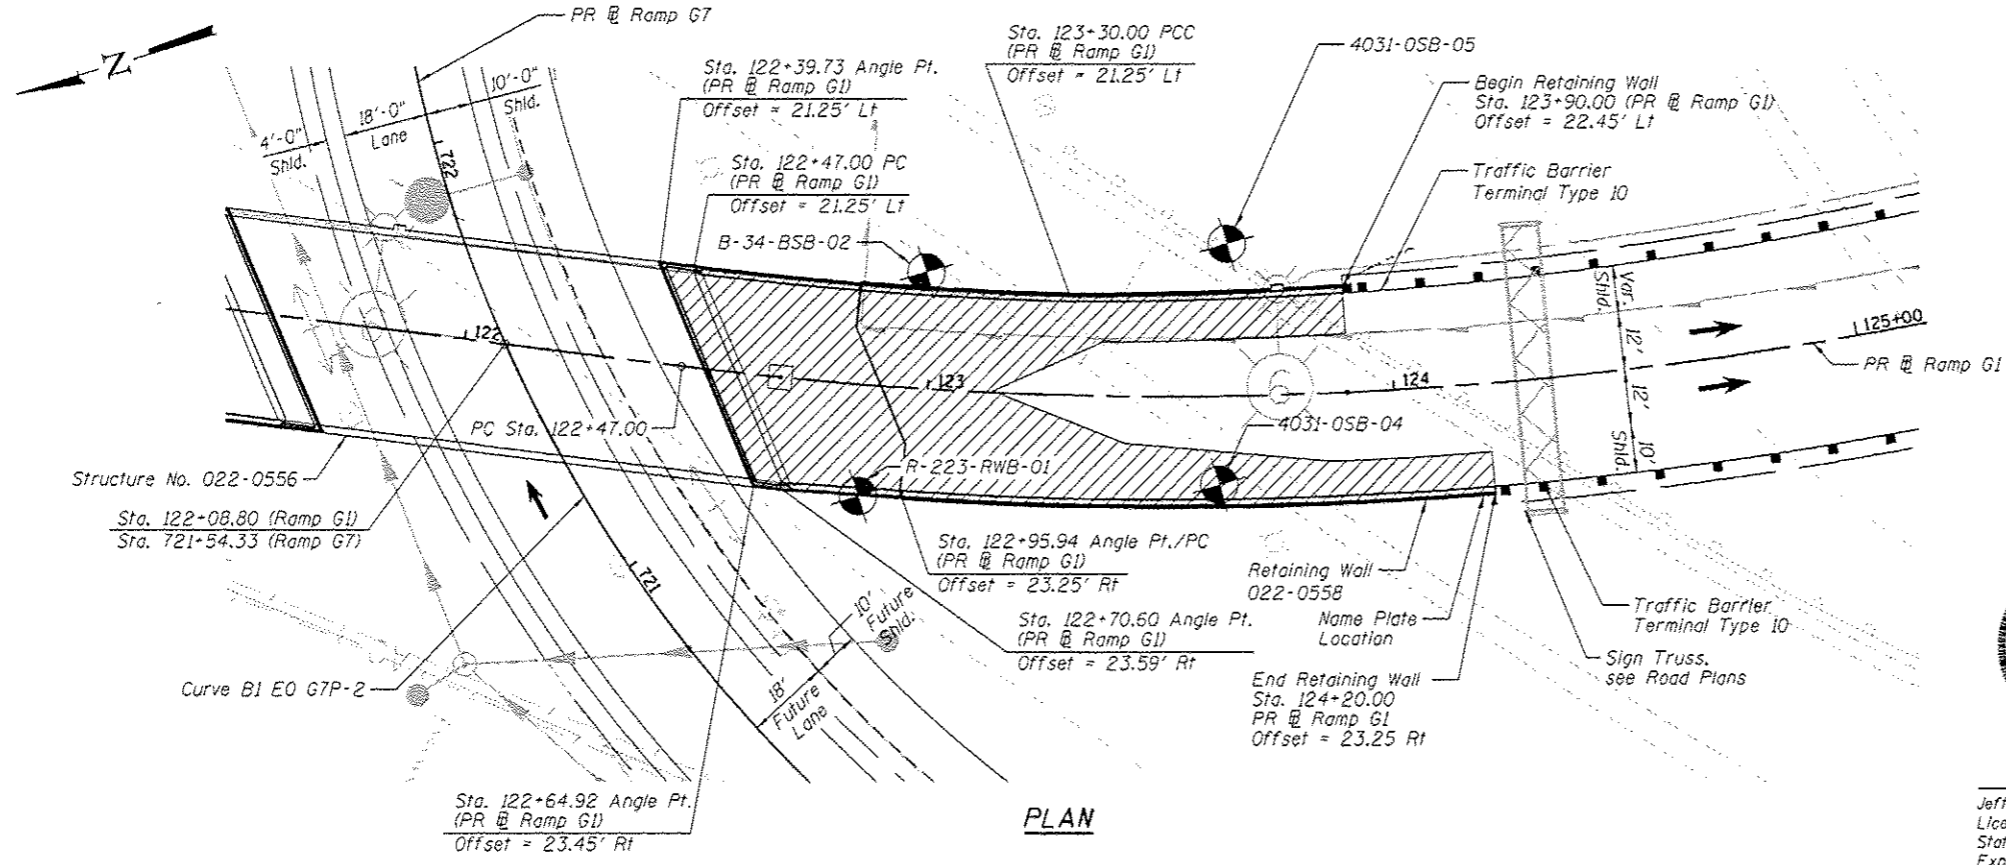 PR ℄ Ramp G7
Z
10'-0"
Shld.
18'-0"
Lane
4'-0"
Shld.
722
Sta. 122+39.73 Angle Pt.
(PR ℄ Ramp G1)
Offset = 21.25' Lt
Sta. 122+47.00 PC
(PR ℄ Ramp G1)
Offset = 21.25' Lt
B-34-BSB-02
Sta. 123+30.00 PCC
(PR ℄ Ramp G1)
Offset = 21.25' Lt
4031-OSB-05
Begin Retaining Wall
Sta. 123+90.00 (PR ℄ Ramp G1)
Offset = 22.45' Lt
Traffic Barrier
Terminal Type 10
Var.
Shld.
12'
12'
10'
Shld.
125+00
PR ℄ Ramp G1
122
123
124
PC Sta. 122+47.00
4031-OSB-04
R-223-RWB-01
Structure No. 022-0556
Sta. 122+08.80 (Ramp G1)
Sta. 721+54.33 (Ramp G7)
721
Sta. 122+95.94 Angle Pt./PC
(PR ℄ Ramp G1)
Offset = 23.25' Rt
Retaining Wall
022-0558
Name Plate
Location
Traffic Barrier
Terminal Type 10
Sta. 122+70.60 Angle Pt.
(PR ℄ Ramp G1)
Offset = 23.59' Rt
10'
Future
Shld.
18'
Future
Lane
Sign Truss,
see Road Plans
Curve B1 EO G7P-2
End Retaining Wall
Sta. 124+20.00
PR ℄ Ramp G1
Offset = 23.25 Rt
Sta. 122+64.92 Angle Pt.
(PR ℄ Ramp G1)
Offset = 23.45' Rt
PLAN
Jeff
Lice
Stat
Exp